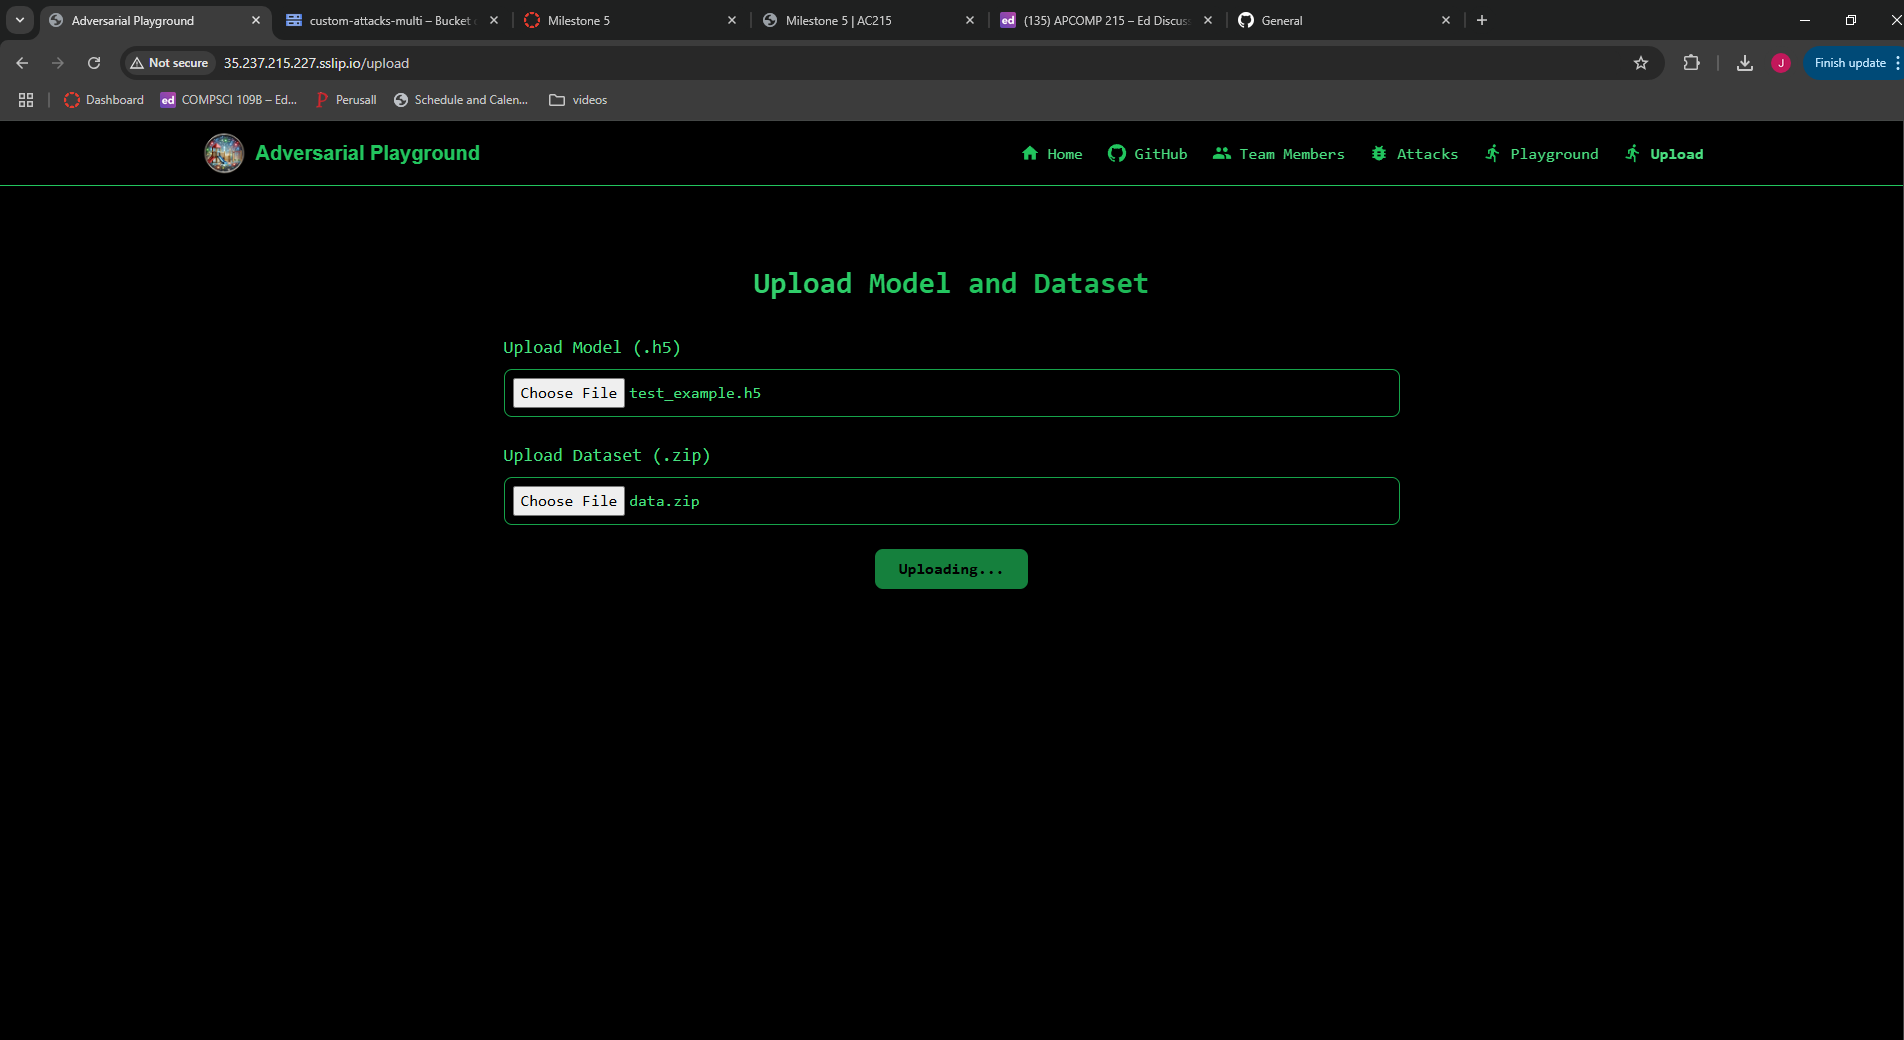 Adversarial Playground
custom-attacks-multi – Bucket
Milestone 5
Milestone 5 | AC215
ed (135) APCOMP 215 – Ed Discus
General
Not secure
35.237.215.227.sslip.io/upload
J
Finish update
Dashboard
ed COMPSCI 109B – Ed...
Perusall
Schedule and Calen...
videos
Adversarial Playground
Home
GitHub
Team Members
Attacks
Playground
Upload
Upload Model and Dataset
Upload Model (.h5)
Choose File test_example.h5
Upload Dataset (.zip)
Choose File data.zip
Uploading...